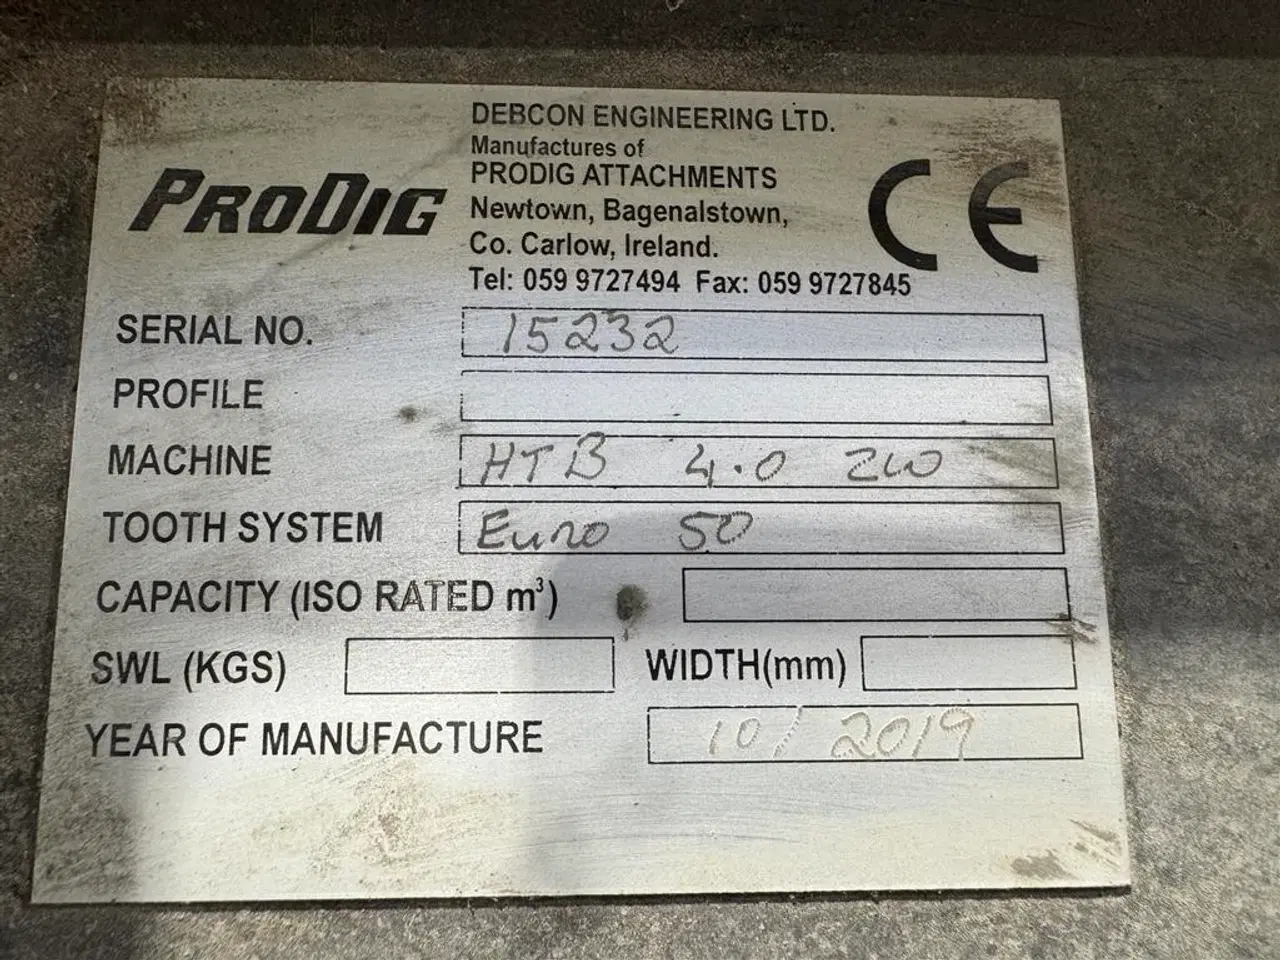 PRODIG
DEBCON ENGINEERING LTD.
Manufactures of
PRODIG ATTACHMENTS
Newtown, Bagenalstown,
Co. Carlow, Ireland.
Tel: 059 9727494 Fax: 059 9727845
CE
SERIAL NO. 15232
PROFILE
MACHINE HTB 4.0 ZW
TOOTH SYSTEM Euro 50
CAPACITY (ISO RATED m³)
SWL (KGS) WIDTH(mm)
YEAR OF MANUFACTURE 10/2019